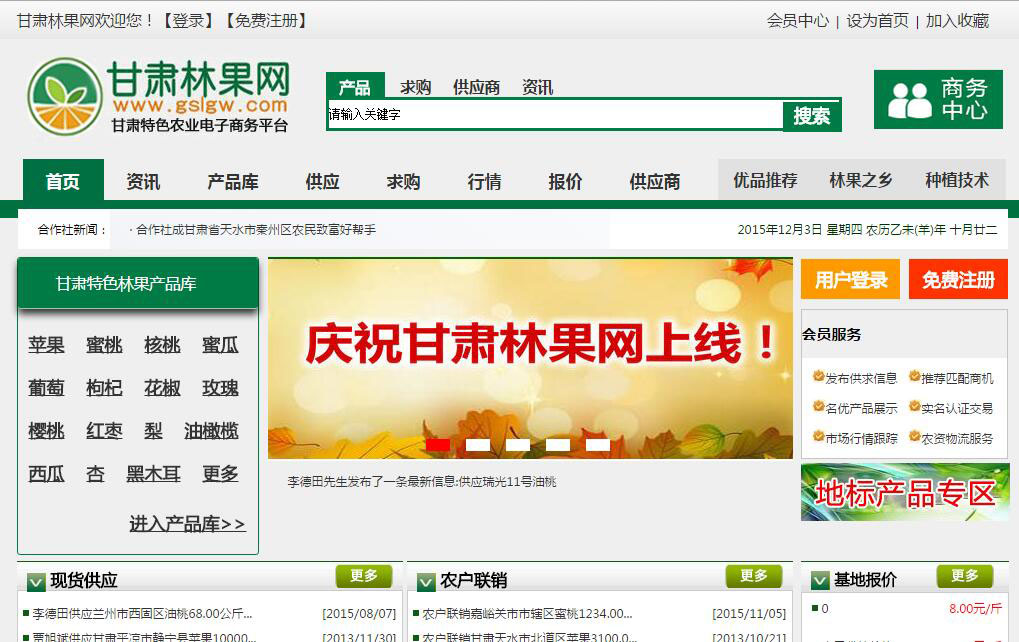 甘肃林果网欢迎您！【登录】【免费注册】
会员中心 | 设为首页 | 加入收藏
甘肃林果网
www.gslgw.com
甘肃特色农业电子商务平台
产品 求购 供应商 资讯
请输入关键字 搜索
商务
中心
首页 资讯 产品库 供应 求购 行情 报价 供应商 优品推荐 林果之乡 种植技术
合作社新闻： · 合作社成甘肃省天水市秦州区农民致富好帮手 2015年12月3日 星期四 农历乙未(羊)年 十月廿二
甘肃特色林果产品库
苹果 蜜桃 核桃 蜜瓜
葡萄 枸杞 花椒 玫瑰
樱桃 红枣 梨 油橄榄
西瓜 杏 黑木耳 更多
进入产品库>>
庆祝甘肃林果网上线！
李德田先生发布了一条最新信息:供应瑞光11号油桃
用户登录 免费注册
会员服务
发布供求信息 推荐匹配商机
名优产品展示 实名认证交易
市场行情跟踪 农资物流服务
地标产品专区
现货供应 更多
李德田供应兰州市西固区油桃68.00公斤... [2015/08/07]
贾旭斌供应甘肃平凉市静宁县苹果10000... [2013/11/30]
农户联销 更多
农户联销嘉峪关市市辖区蜜桃1234.00... [2015/11/05]
农户联销甘肃天水市北道区苹果3100.0... [2013/10/21]
基地报价 更多
0 8.00元/斤